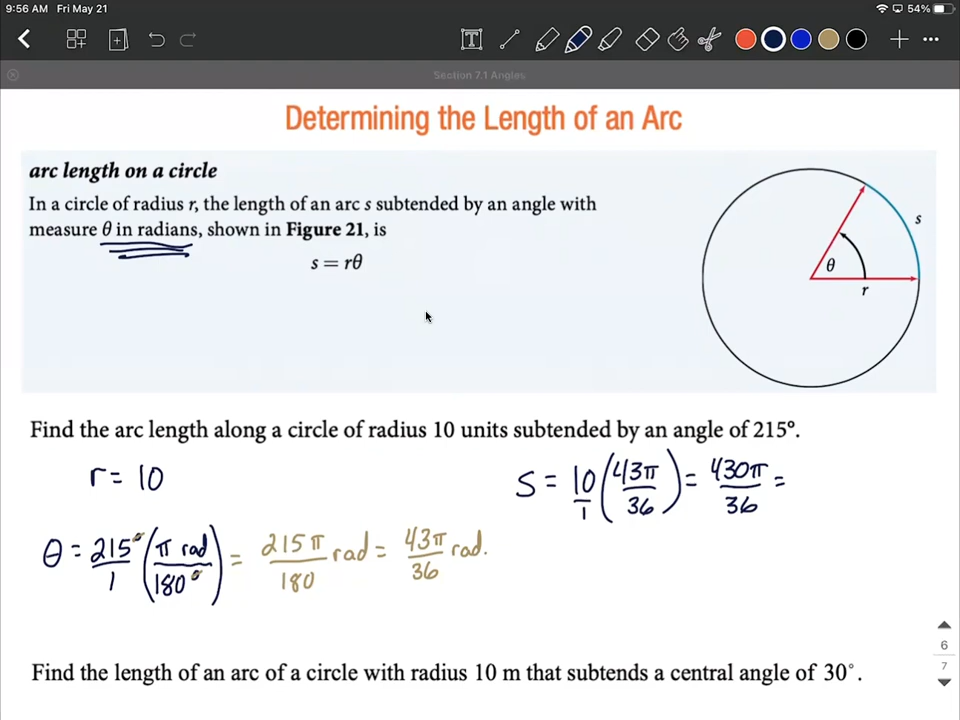 9:56 AM Fri May 21
54%
Section 7.1 Angles
Determining the Length of an Arc
arc length on a circle
In a circle of radius r, the length of an arc s subtended by an angle with
measure θ in radians, shown in Figure 21, is
s = rθ
s
θ
r
Find the arc length along a circle of radius 10 units subtended by an angle of 215°.
r = 10
S = 10/1 (43π/36) = 430π/36 =
θ = 215°/1 (π rad/180°) = 215π/180 rad = 43π/36 rad.
6
7
Find the length of an arc of a circle with radius 10 m that subtends a central angle of 30°.